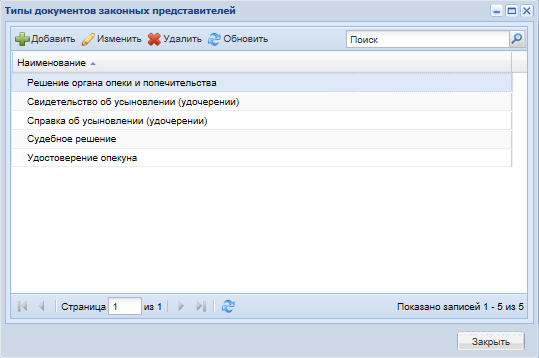 Типы документов законных представителей
Добавить Изменить Удалить Обновить Поиск
Наименование
Решение органа опеки и попечительства
Свидетельство об усыновлении (удочерении)
Справка об усыновлении (удочерении)
Судебное решение
Удостоверение опекуна
Страница 1 из 1 Показано записей 1 - 5 из 5
Закрыть